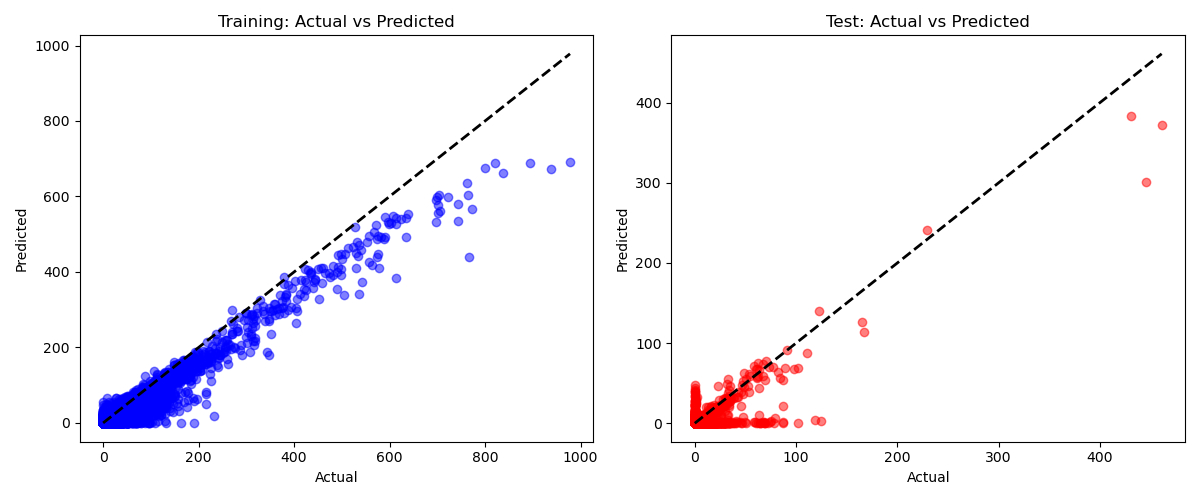 Training: Actual vs Predicted
Predicted
1000
800
600
400
200
0
0 200 400 600 800 1000
Actual
Test: Actual vs Predicted
Predicted
400
300
200
100
0
0 100 200 300 400
Actual